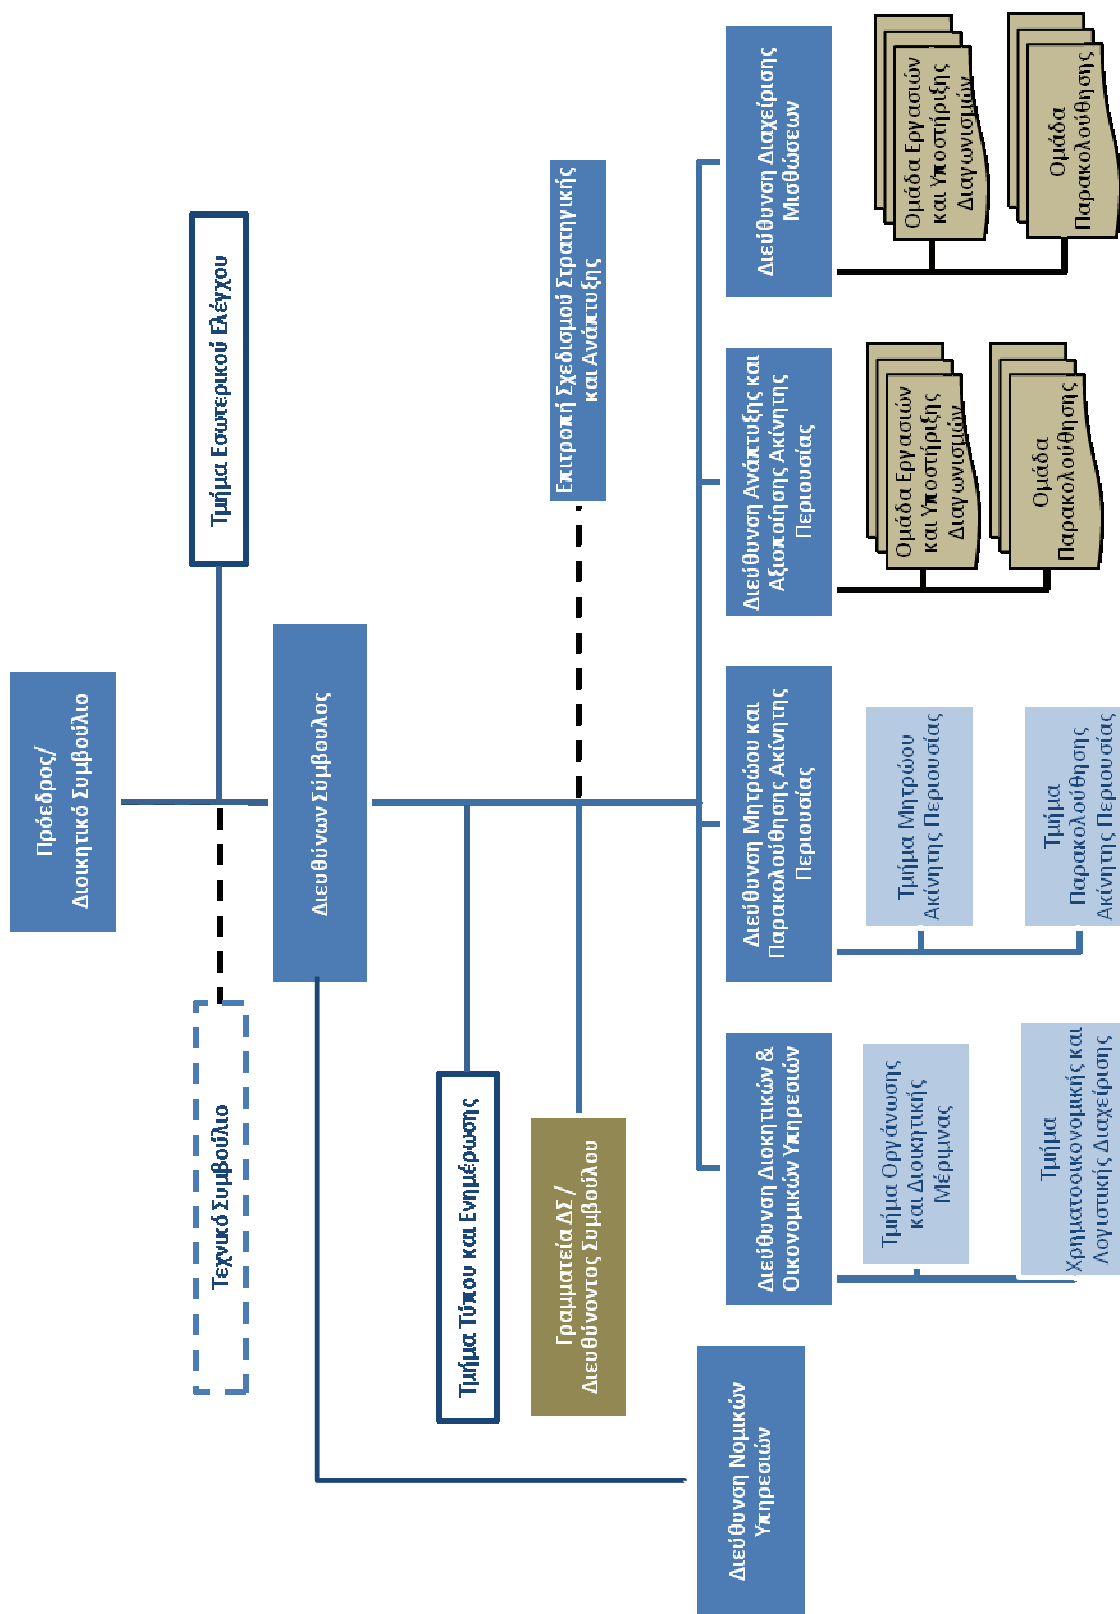 Πρόεδρος/
Διοικητικό Συμβούλιο
Τεχνικό Συμβούλιο
Τμήμα Εσωτερικού Ελέγχου
Διευθύνων Σύμβουλος
Τμήμα Τύπου και Ενημέρωσης
Γραμματεία ΔΣ /
Διευθύνοντος Συμβούλου
Επιτροπή Σχεδισμού Στρατηγικής
και Ανάπτυξης
Διεύθυνση Νομικών
Υπηρεσιών
Διεύθυνση Διοικητικών &
Οικονομικών Υπηρεσιών
Διεύθυνση Μητρώου και
Παρακολούθησης Ακίνητης
Περιουσίας
Διεύθυνση Ανάπτυξης και
Αξιοποίησης Ακίνητης
Περιουσίας
Διεύθυνση Διαχείρισης
Μισθώσεων
Τμήμα Οργάνωσης
και Διοικητικής
Μέριμνας
Τμήμα
Χρηματοοικονομικής και
Λογιστικής Διαχείρισης
Τμήμα Μητρώου
Ακίνητης Περιουσίας
Τμήμα
Παρακολούθησης
Ακίνητης Περιουσίας
Ομάδα Εργασιών
και Υποστήριξης
Διαγωνισμών
Ομάδα
Παρακολούθησης
Ομάδα Εργασιών
και Υποστήριξης
Διαγωνισμών
Ομάδα
Παρακολούθησης